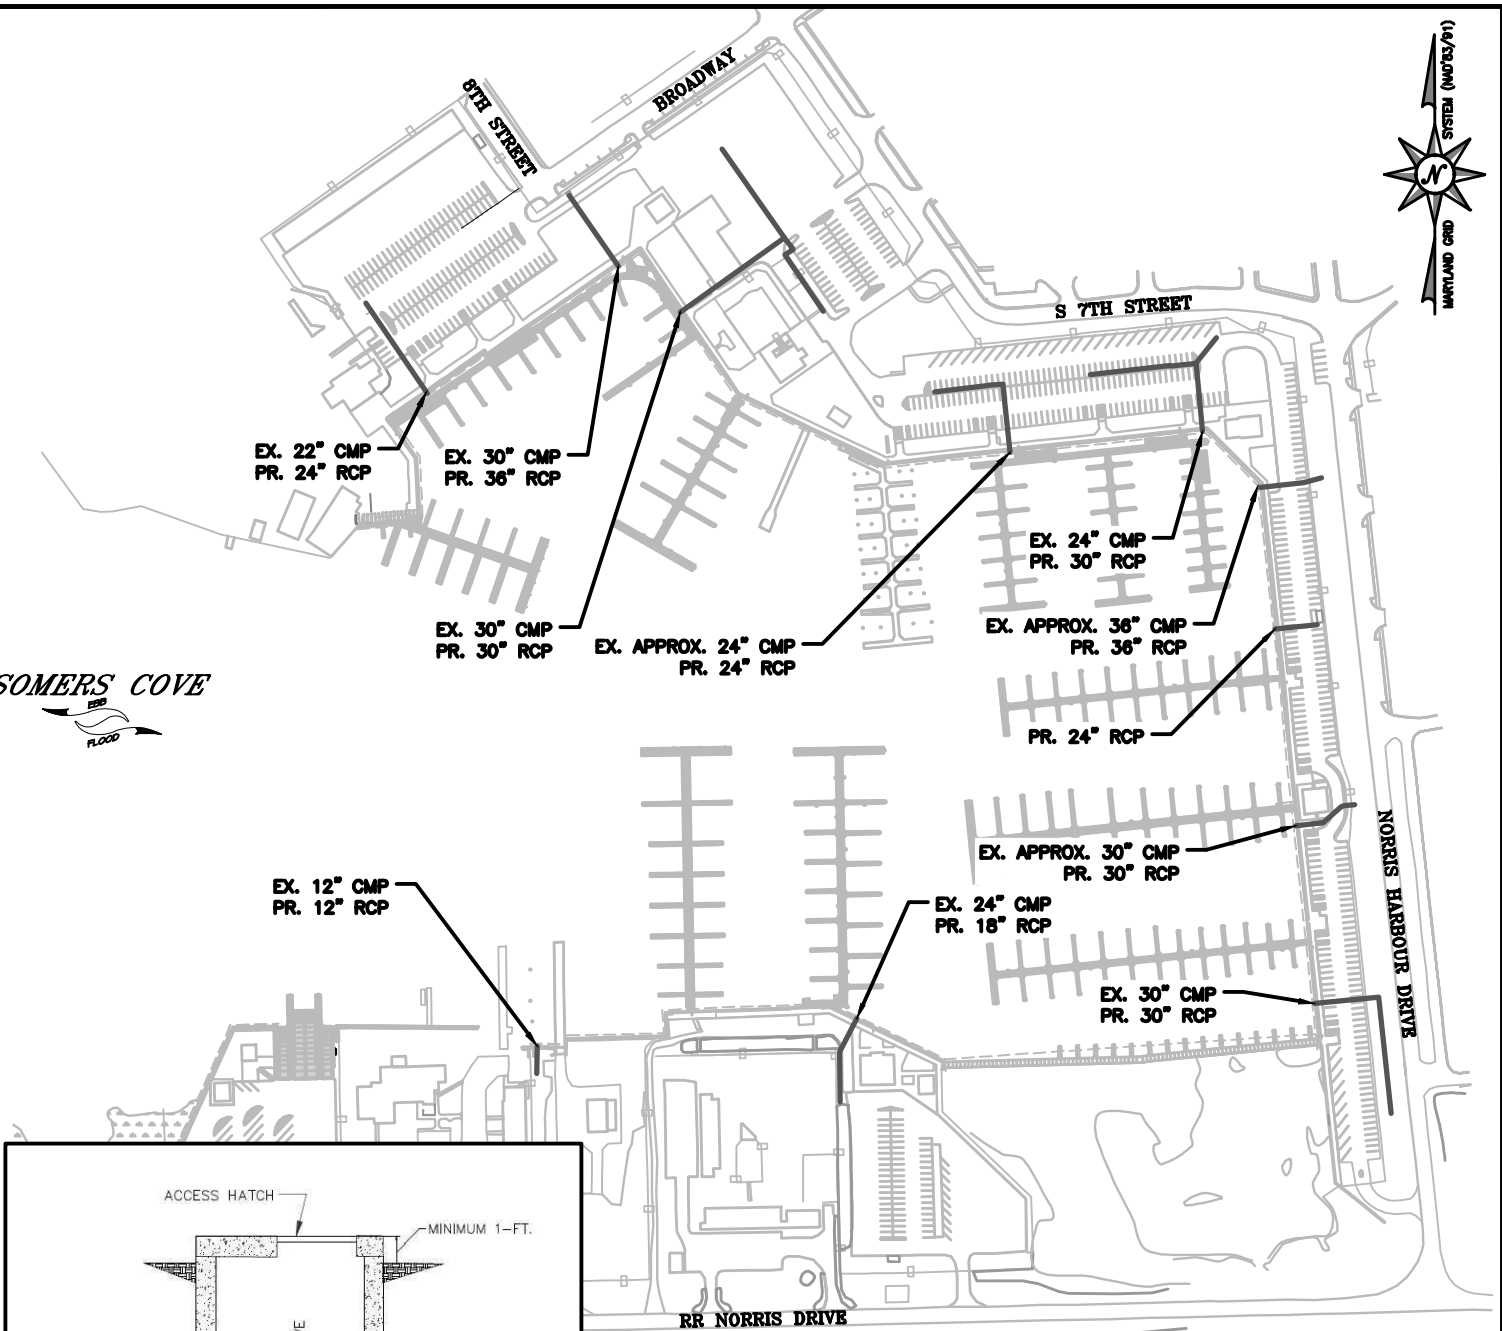 8TH STREET
BROADWAY
MARYLAND GRID
SYSTEM (NAD'83/91)
N
S 7TH STREET
EX. 22" CMP
PR. 24" RCP
EX. 30" CMP
PR. 36" RCP
EX. 24" CMP
PR. 30" RCP
EX. 30" CMP
PR. 30" RCP
EX. APPROX. 24" CMP
PR. 24" RCP
EX. APPROX. 36" CMP
PR. 36" RCP
SOMERS COVE
EBB
FLOOD
PR. 24" RCP
NORRIS HARBOUR DRIVE
EX. APPROX. 30" CMP
PR. 30" RCP
EX. 12" CMP
PR. 12" RCP
EX. 24" CMP
PR. 18" RCP
EX. 30" CMP
PR. 30" RCP
ACCESS HATCH
MINIMUM 1-FT.
RR NORRIS DRIVE